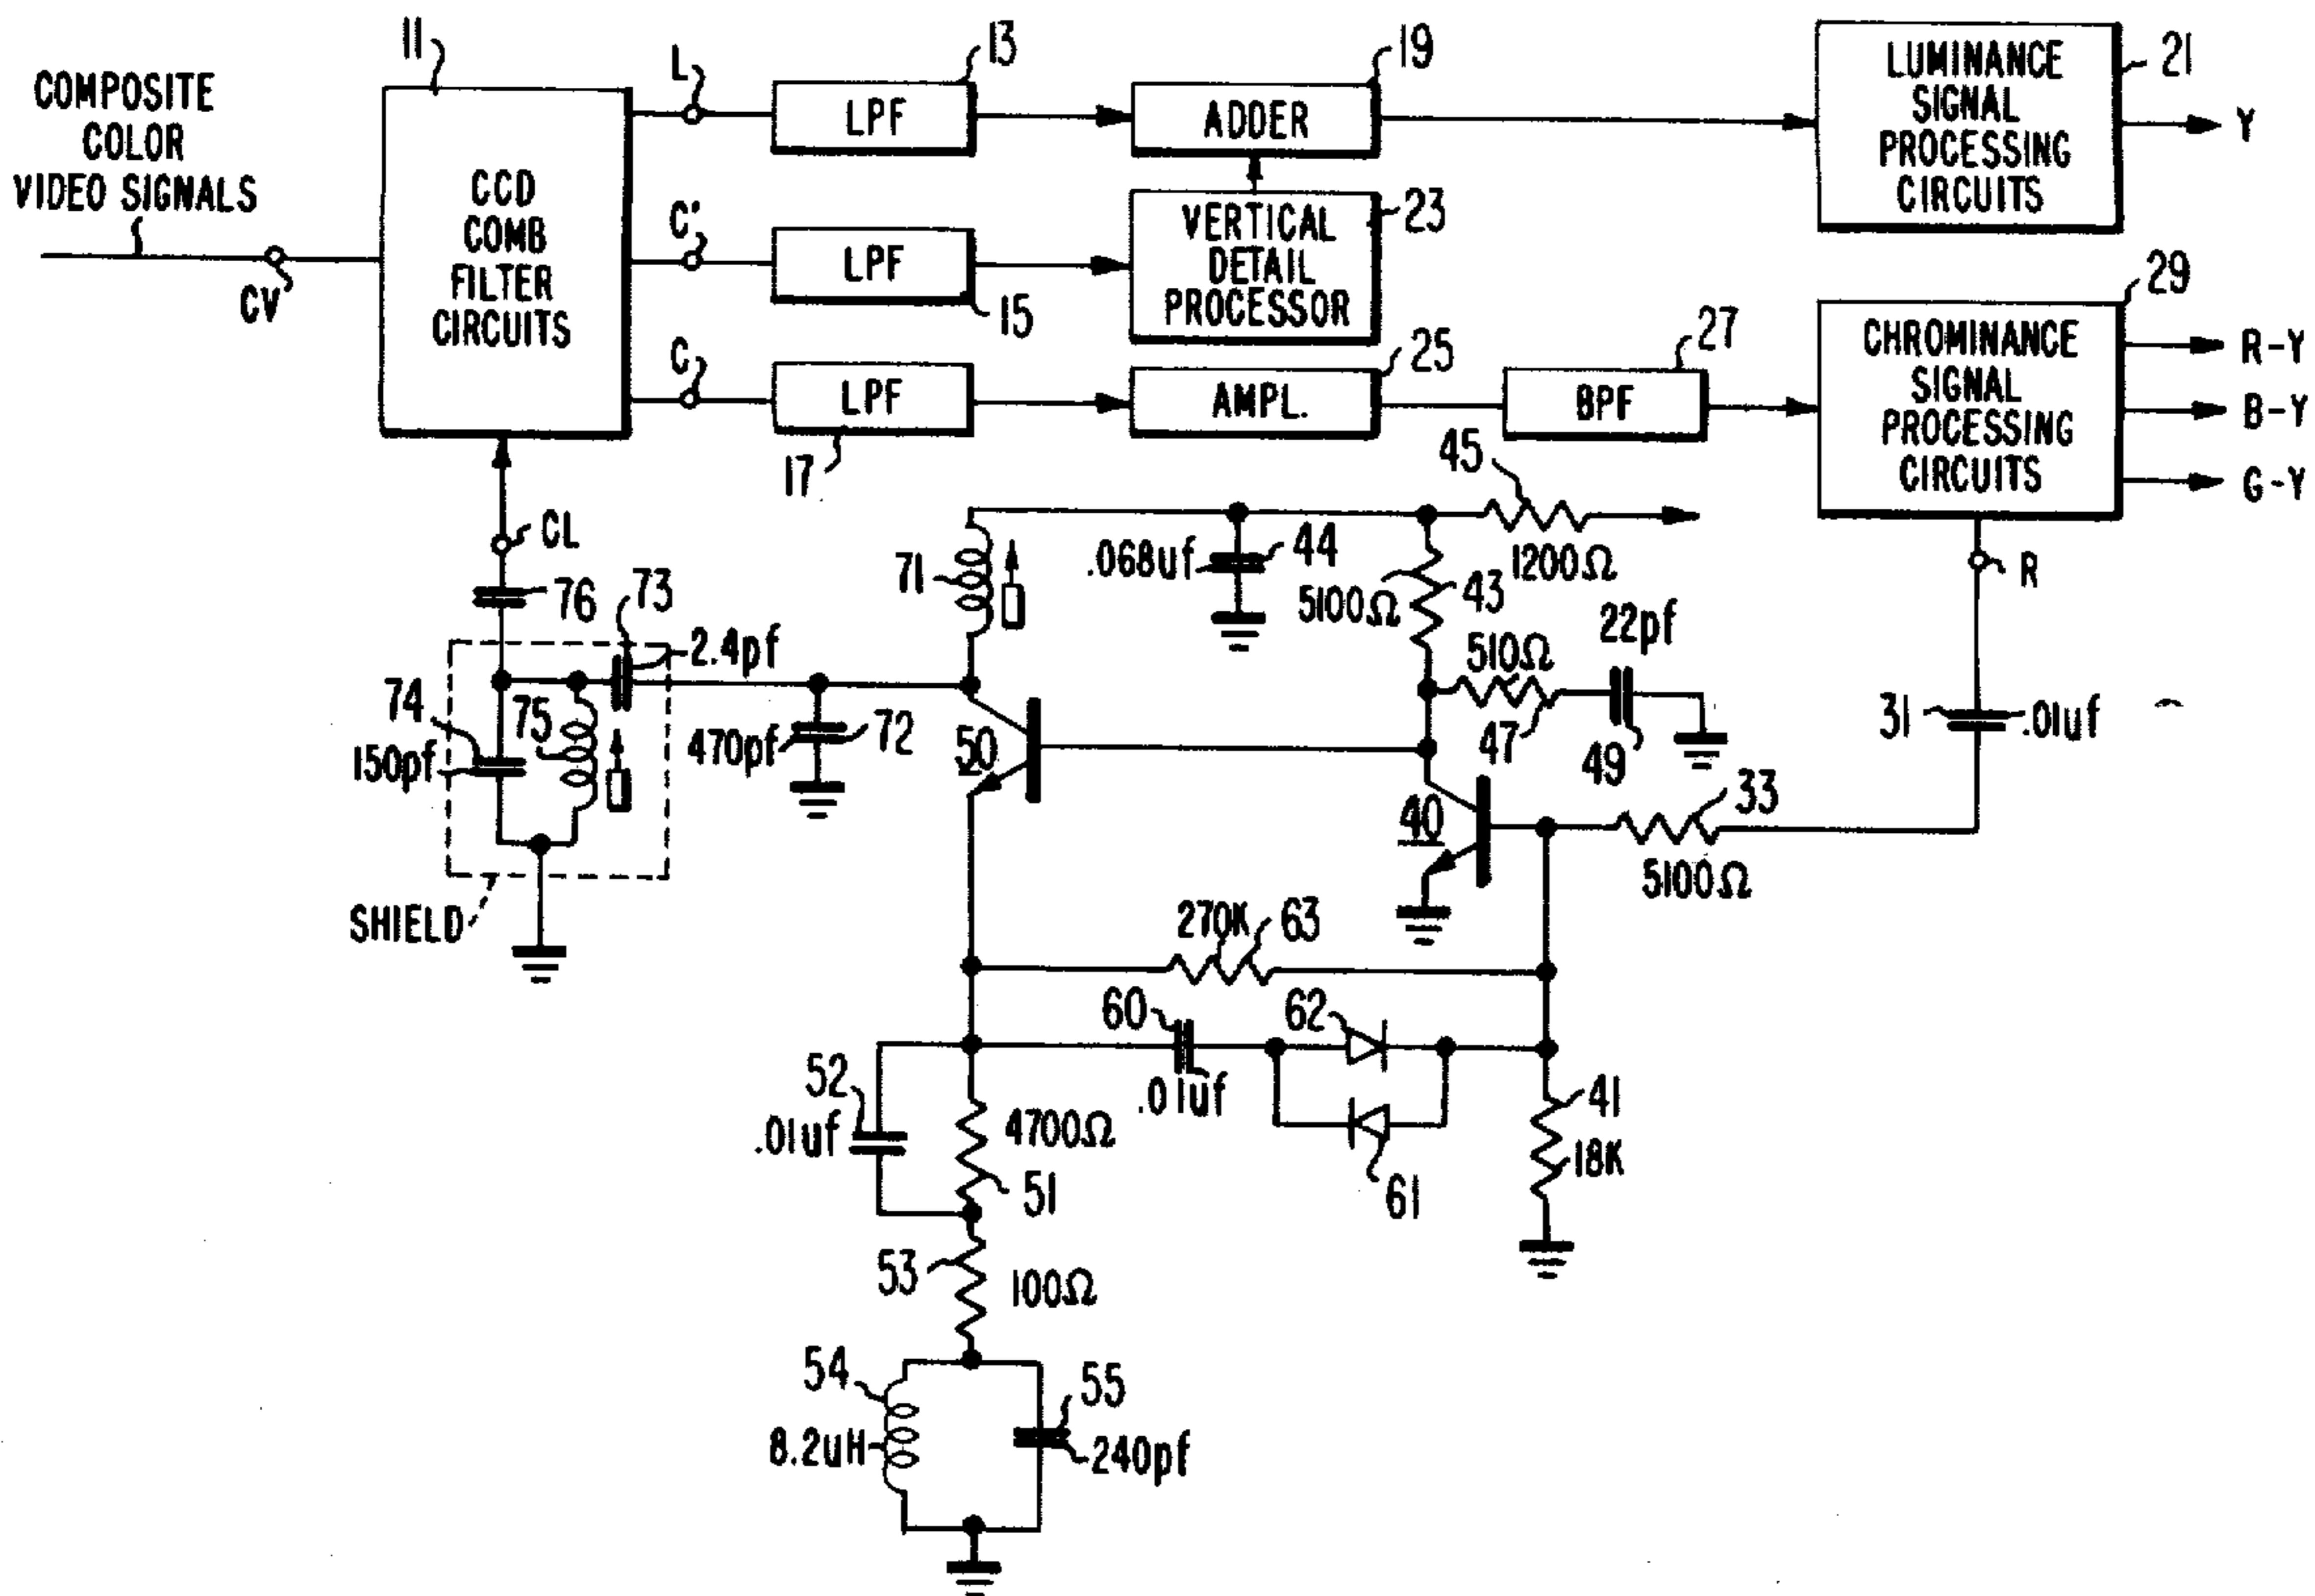 11
L
13
19
21
COMPOSITE
COLOR
VIDEO SIGNALS
CV
CCD
COMB
FILTER
CIRCUITS
LPF
ADDER
LUMINANCE
SIGNAL
PROCESSING
CIRCUITS
Y
C'
LPF
15
VERTICAL
DETAIL
PROCESSOR
23
C
LPF
17
AMPL.
25
BPF
27
CHROMINANCE
SIGNAL
PROCESSING
CIRCUITS
29
R-Y
B-Y
G-Y
R
CL
76
73
2.4pf
71
.068uf
44
45
1200Ω
5100Ω
43
510Ω
47
22pf
49
31
.01uf
74
150pf
75
470pf
72
50
40
33
5100Ω
SHIELD
270K
63
60
.01uf
62
61
52
.01uf
4700Ω
51
41
18K
53
100Ω
54
8.2uH
55
240pf